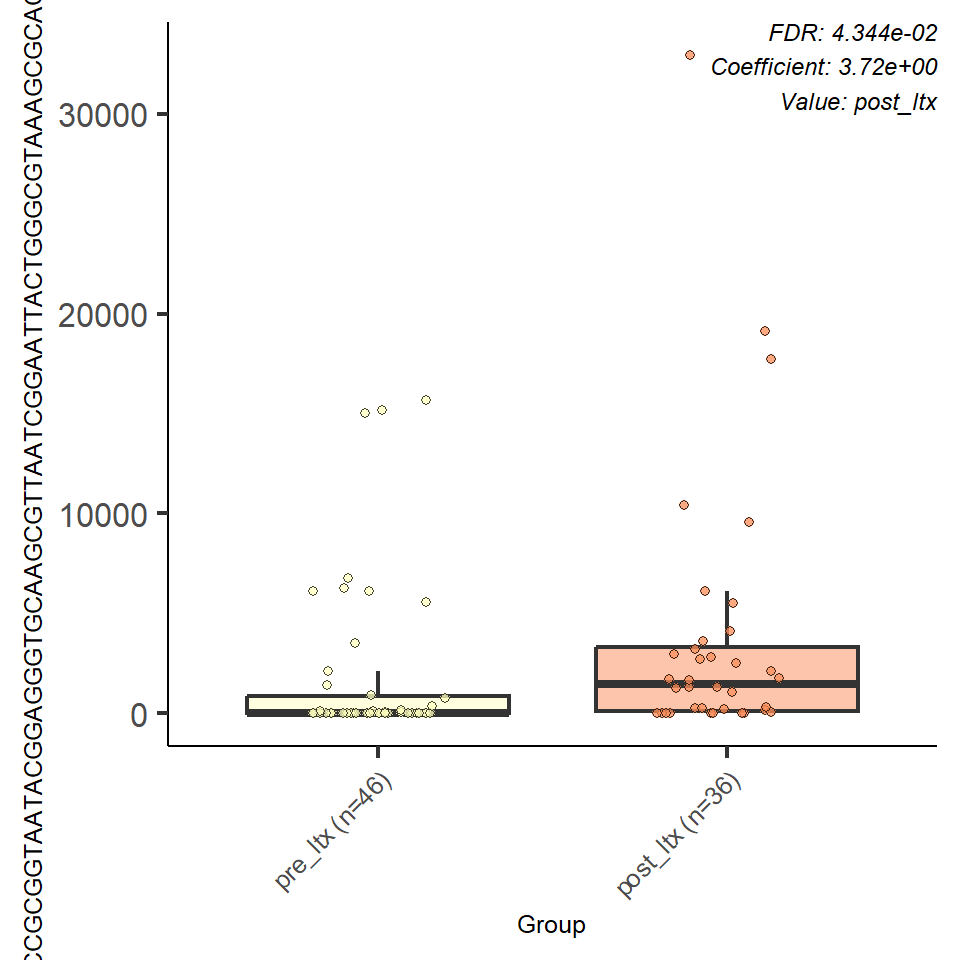 FDR: 4.344e-02
Coefficient: 3.72e+00
Value: post_ltx
CCGCGGTAATACGGAGGGTGCAAGCGTTAATCGGAATTACTGGGCGTAAAGCGCAC
30000
20000
10000
0
pre_ltx (n=46)
post_ltx (n=36)
Group